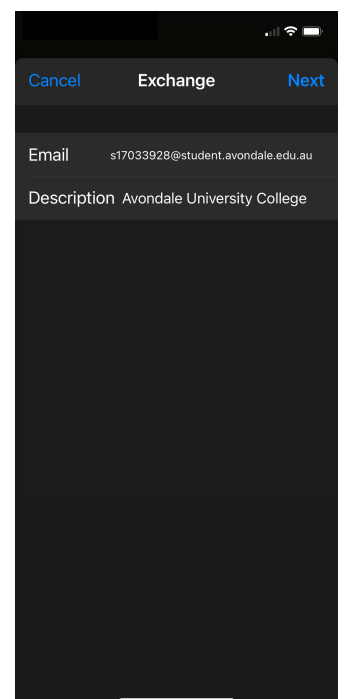 Cancel Exchange Next
Email s17033928@student.avondale.edu.au
Description Avondale University College